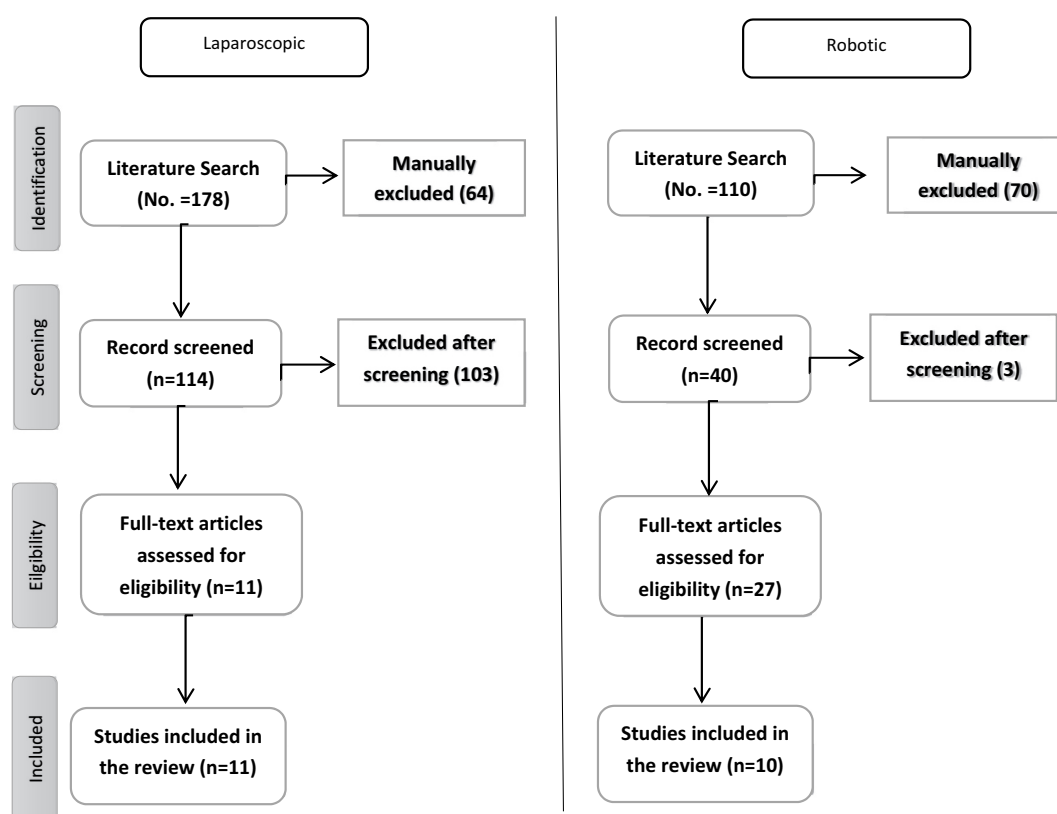 Laparoscopic
Robotic
Identification
Literature Search
(No. =178)
Manually
excluded (64)
Literature Search
(No. =110)
Manually
excluded (70)
Screening
Record screened
(n=114)
Excluded after
screening (103)
Record screened
(n=40)
Excluded after
screening (3)
Eilgibility
Full-text articles
assessed for
eligibility (n=11)
Full-text articles
assessed for
eligibility (n=27)
Included
Studies included in
the review (n=11)
Studies included in
the review (n=10)